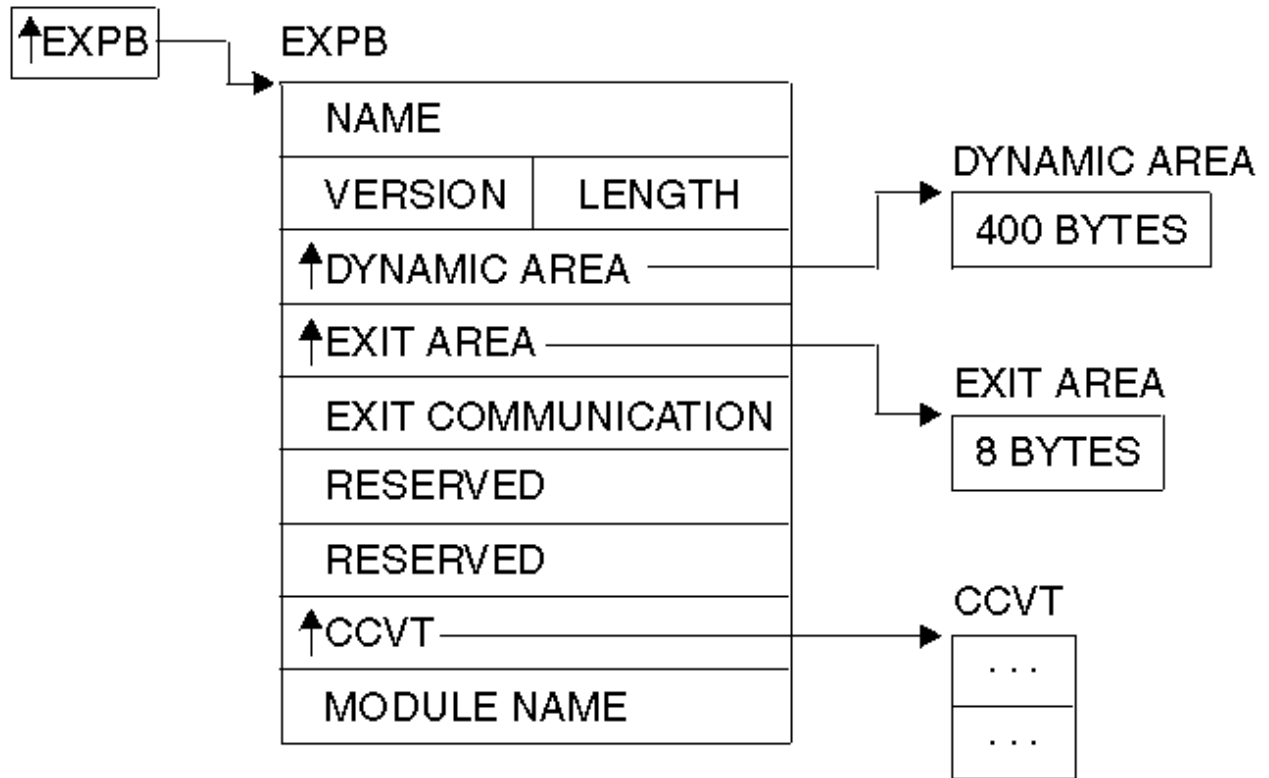 ↑EXPB
EXPB
NAME
VERSION LENGTH
↑DYNAMIC AREA
↑EXIT AREA
EXIT COMMUNICATION
RESERVED
RESERVED
↑CCVT
MODULE NAME
DYNAMIC AREA
400 BYTES
EXIT AREA
8 BYTES
CCVT
. . .
. . .